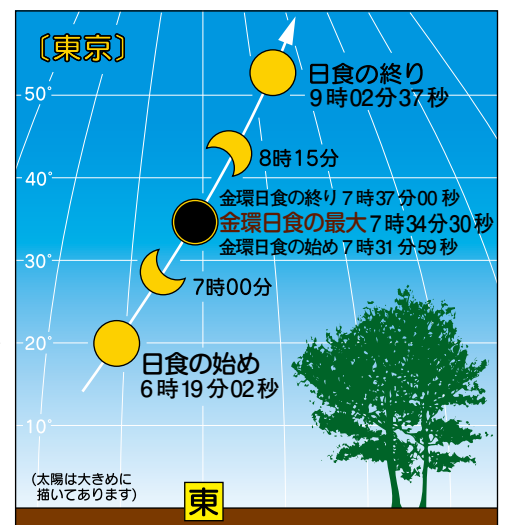 〔東京〕
50°
日食の終り
9時02分37秒
8時15分
40°
金環日食の終り7時37分00秒
金環日食の最大7時34分30秒
金環日食の始め7時31分59秒
30°
7時00分
20°
日食の始め
6時19分02秒
10°
(太陽は大きめに
描いてあります)
東